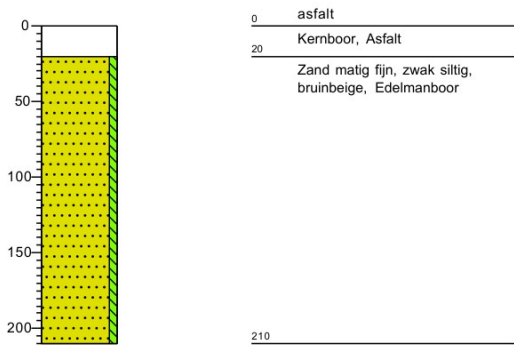 0
50
100
150
200
0 asfalt
Kernboor, Asfalt
20
Zand matig fijn, zwak siltig,
bruinbeige, Edelmanboor
210